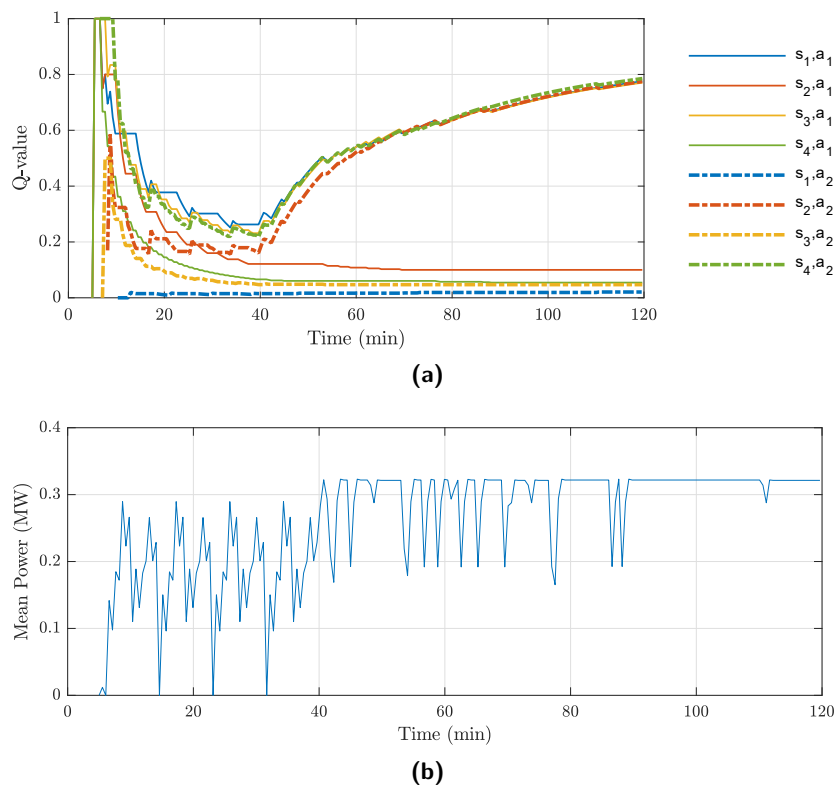 1
0.8
0.6
0.4
0.2
0
Q-value
0 20 40 60 80 100 120
Time (min)
s1,a1
s2,a1
s3,a1
s4,a1
s1,a2
s2,a2
s3,a2
s4,a2
(a)
0.4
0.3
0.2
0.1
0
Mean Power (MW)
0 20 40 60 80 100 120
Time (min)
(b)